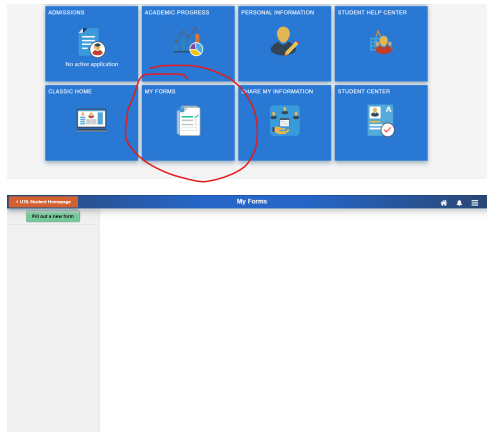 ADMISSIONS
ACADEMIC PROGRESS
PERSONAL INFORMATION
STUDENT HELP CENTER
No active application
CLASSIC HOME
MY FORMS
SHARE MY INFORMATION
STUDENT CENTER
UTA Student Homepage
My Forms
Fill out a new form